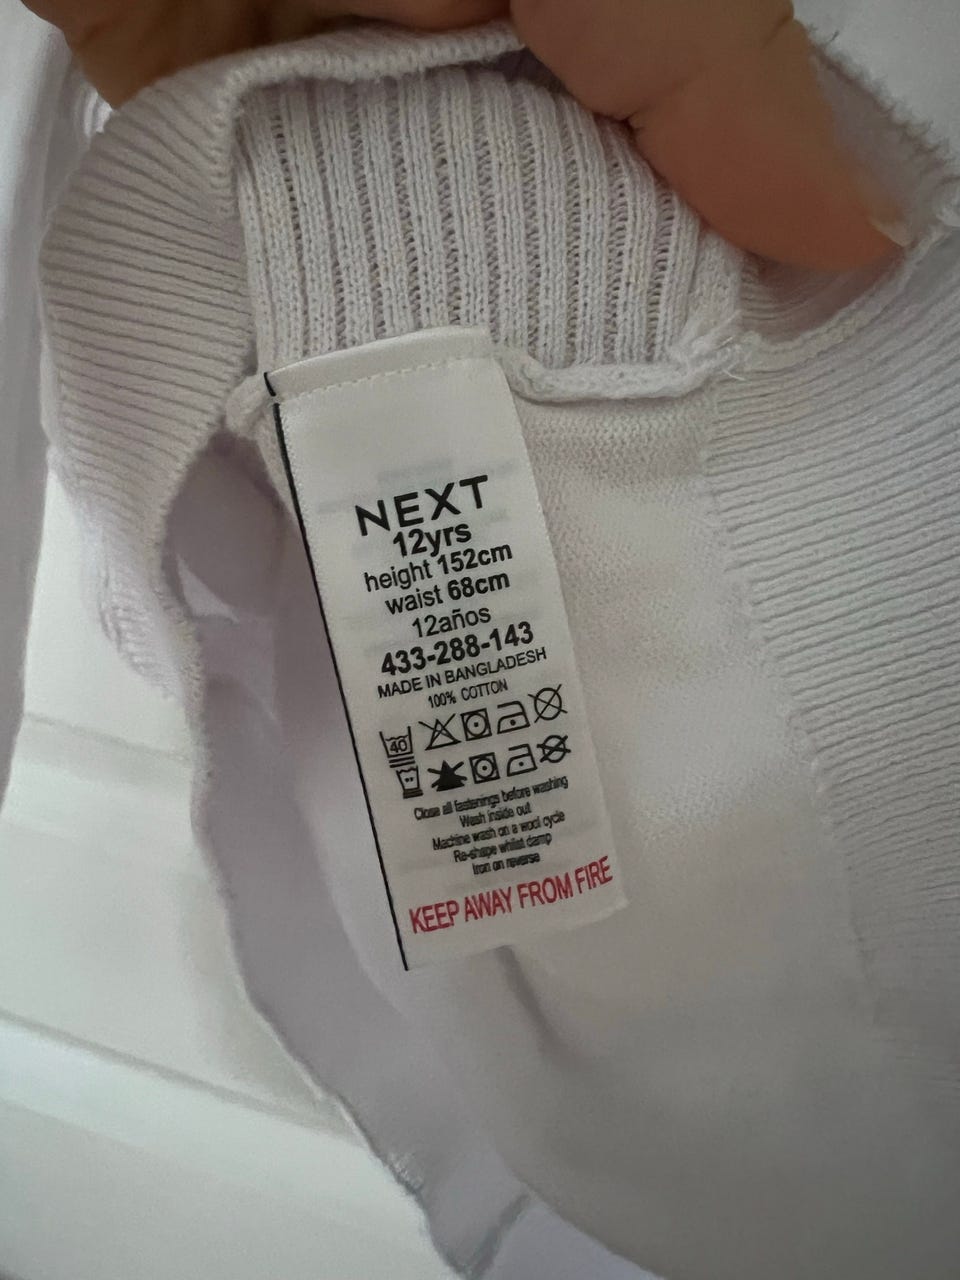 NEXT
12yrs
height 152cm
waist 68cm
12años
433-288-143
MADE IN BANGLADESH
100% COTTON
40
Close all fastenings before washing
Wash inside out
Machine wash on a wool cycle
Re-shape whilst damp
Iron on reverse
KEEP AWAY FROM FIRE